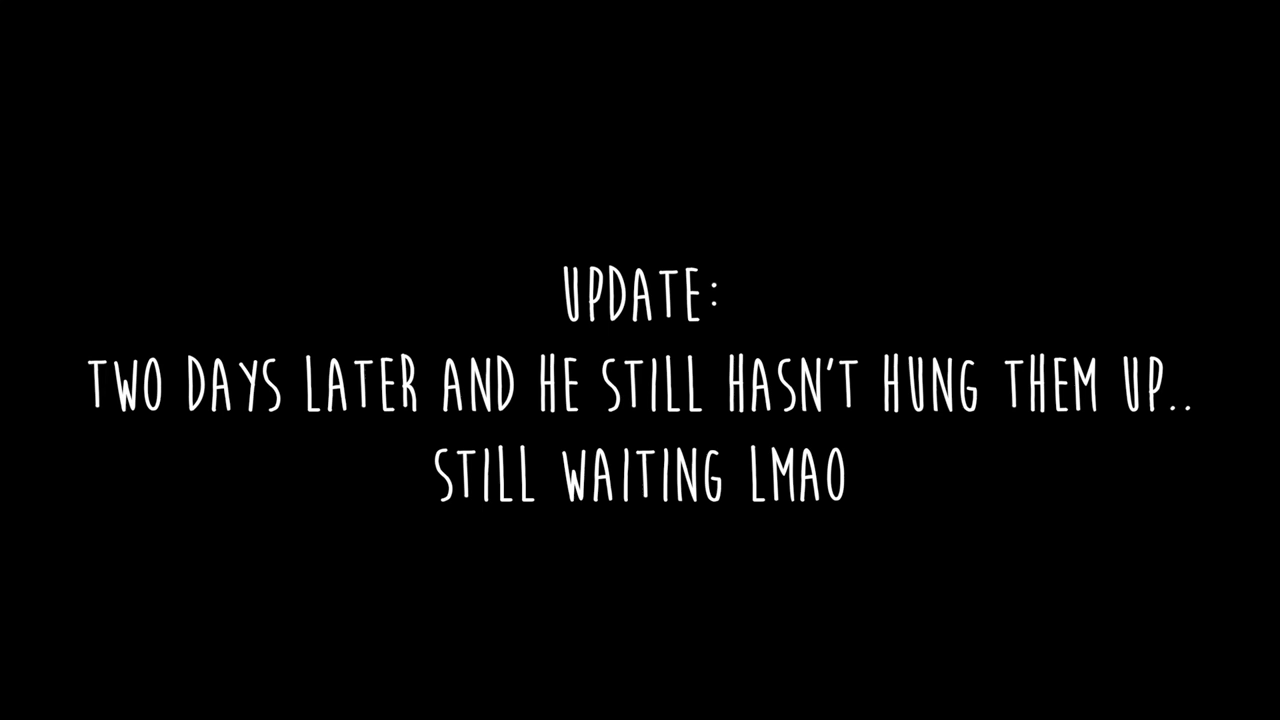 UPDATE:
TWO DAYS LATER AND HE STILL HASN'T HUNG THEM UP..
STILL WAITING LMAO